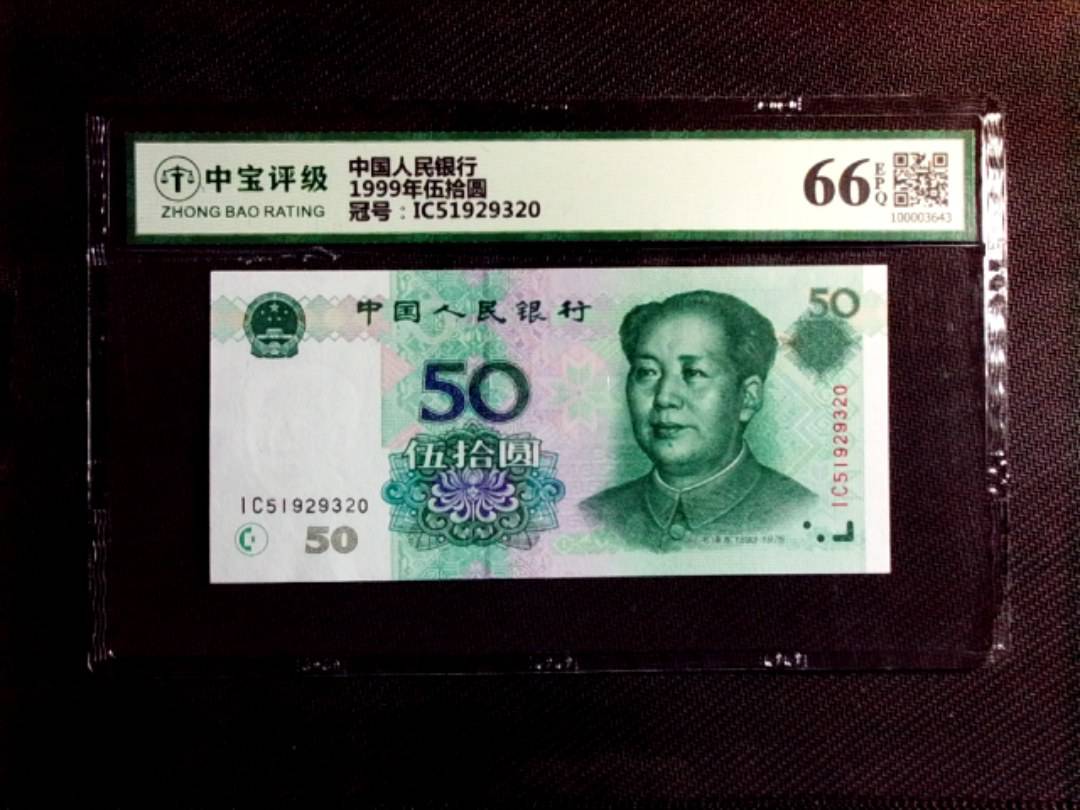 中宝评级
ZHONG BAO RATING
中国人民银行
1999年伍拾圆
冠号：IC51929320
66
EPQ
100003643
中国人民银行
50
50
伍拾圆
IC51929320
50
IC51929320